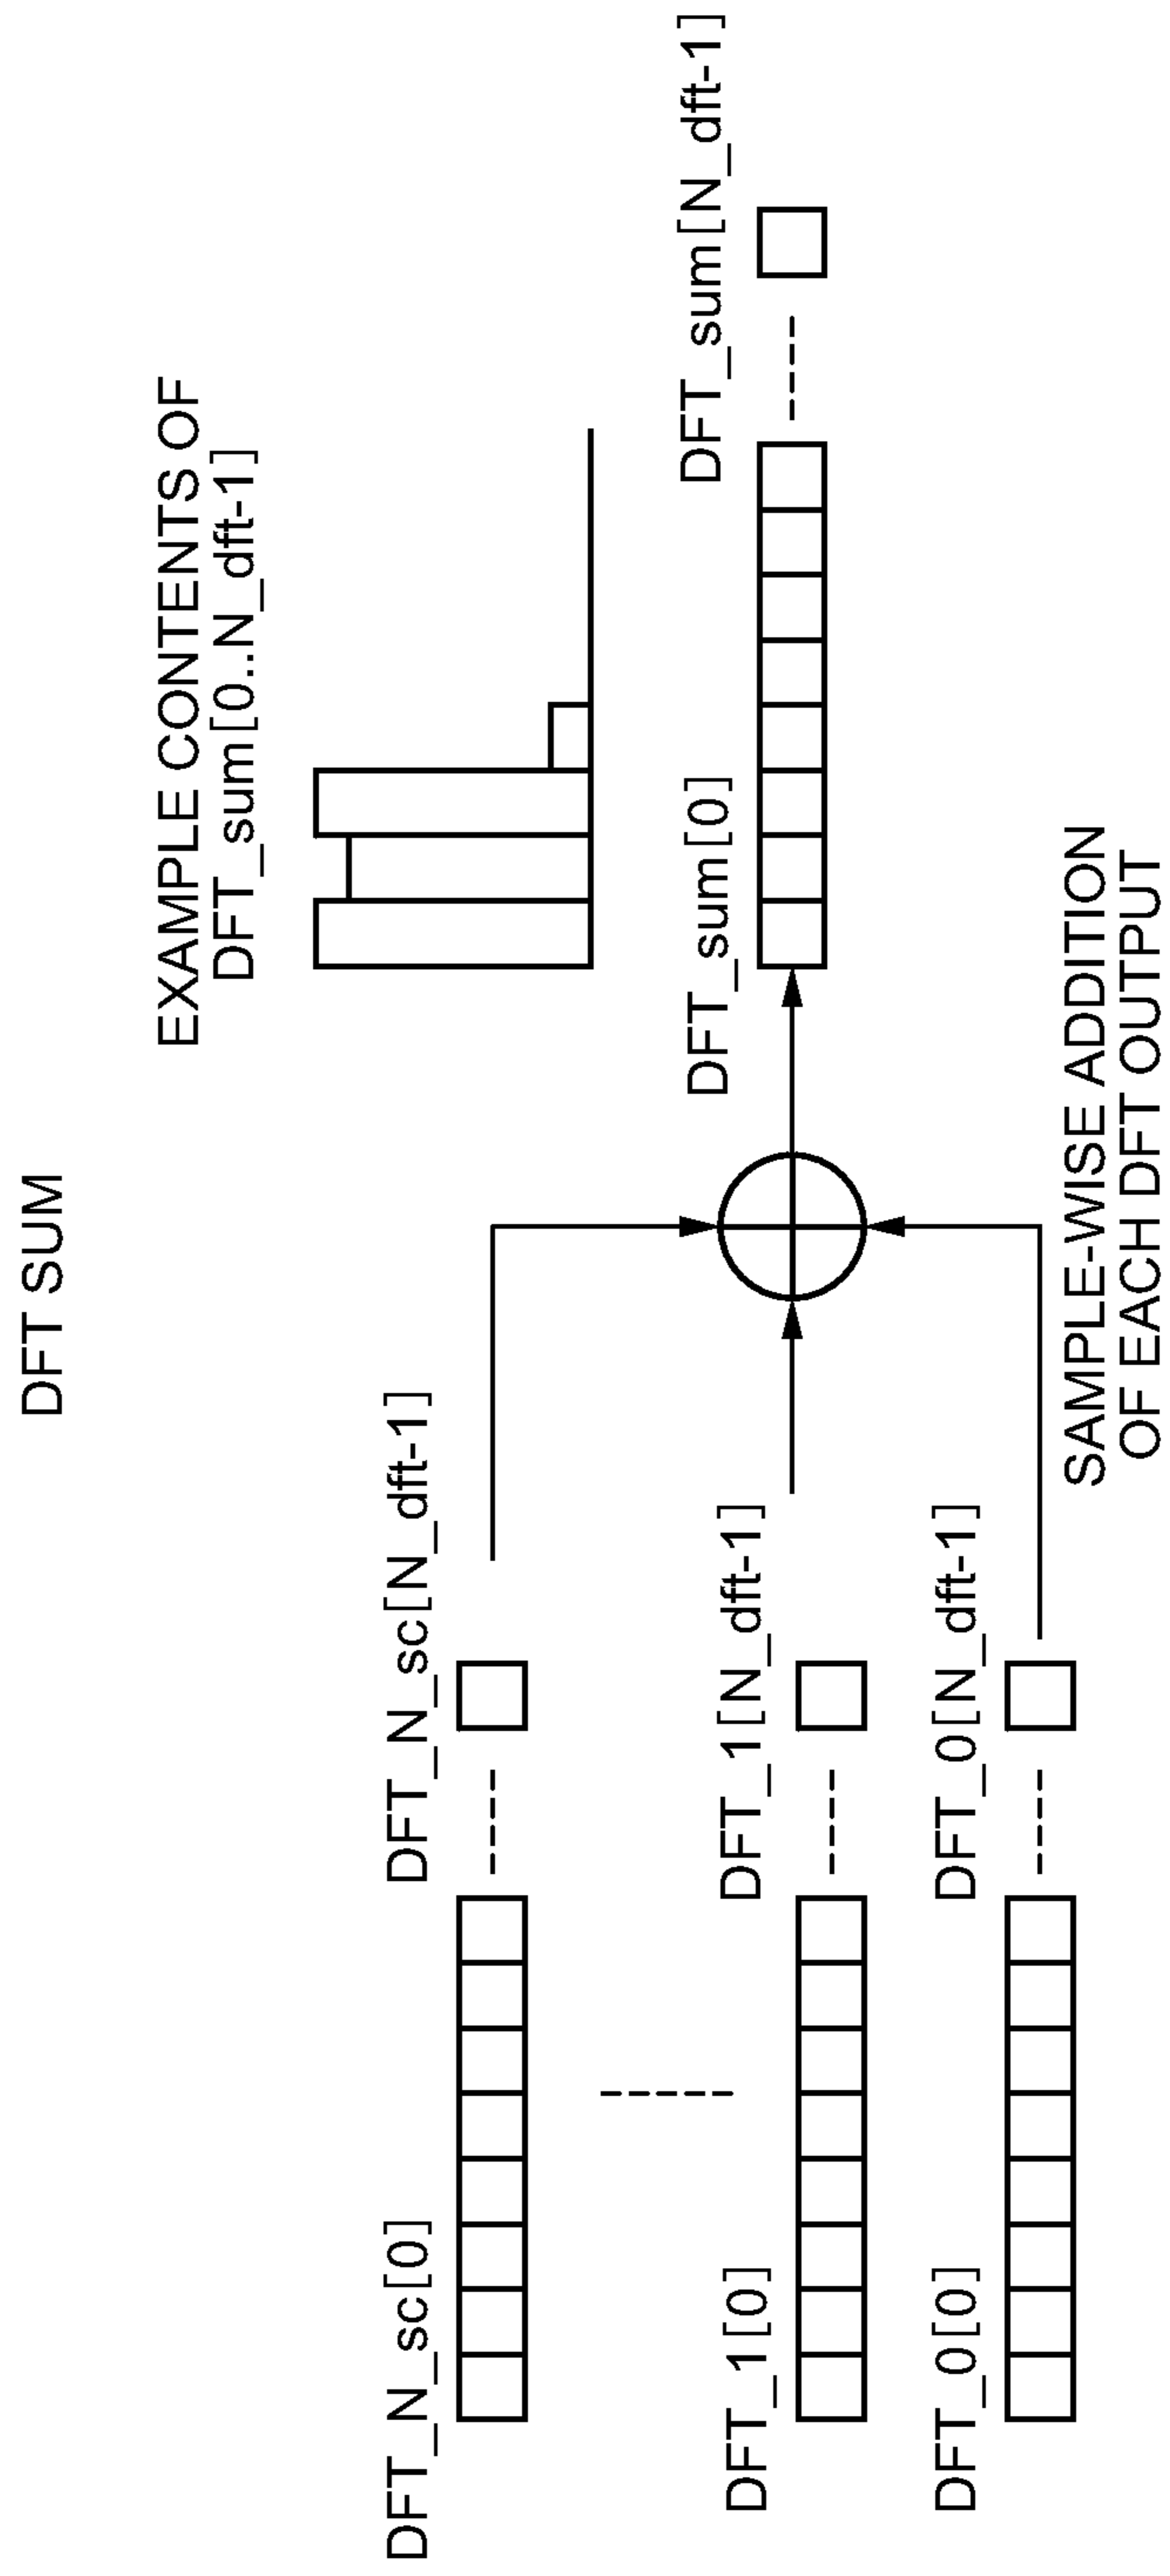 DFT SUM
EXAMPLE CONTENTS OF
DFT_sum[0..N_dft-1]
DFT_N_sc[0]
DFT_N_sc[N_dft-1]
DFT_sum[0]
DFT_sum[N_dft-1]
DFT_1[0]
DFT_1[N_dft-1]
DFT_0[0]
DFT_0[N_dft-1]
SAMPLE-WISE ADDITION
OF EACH DFT OUTPUT